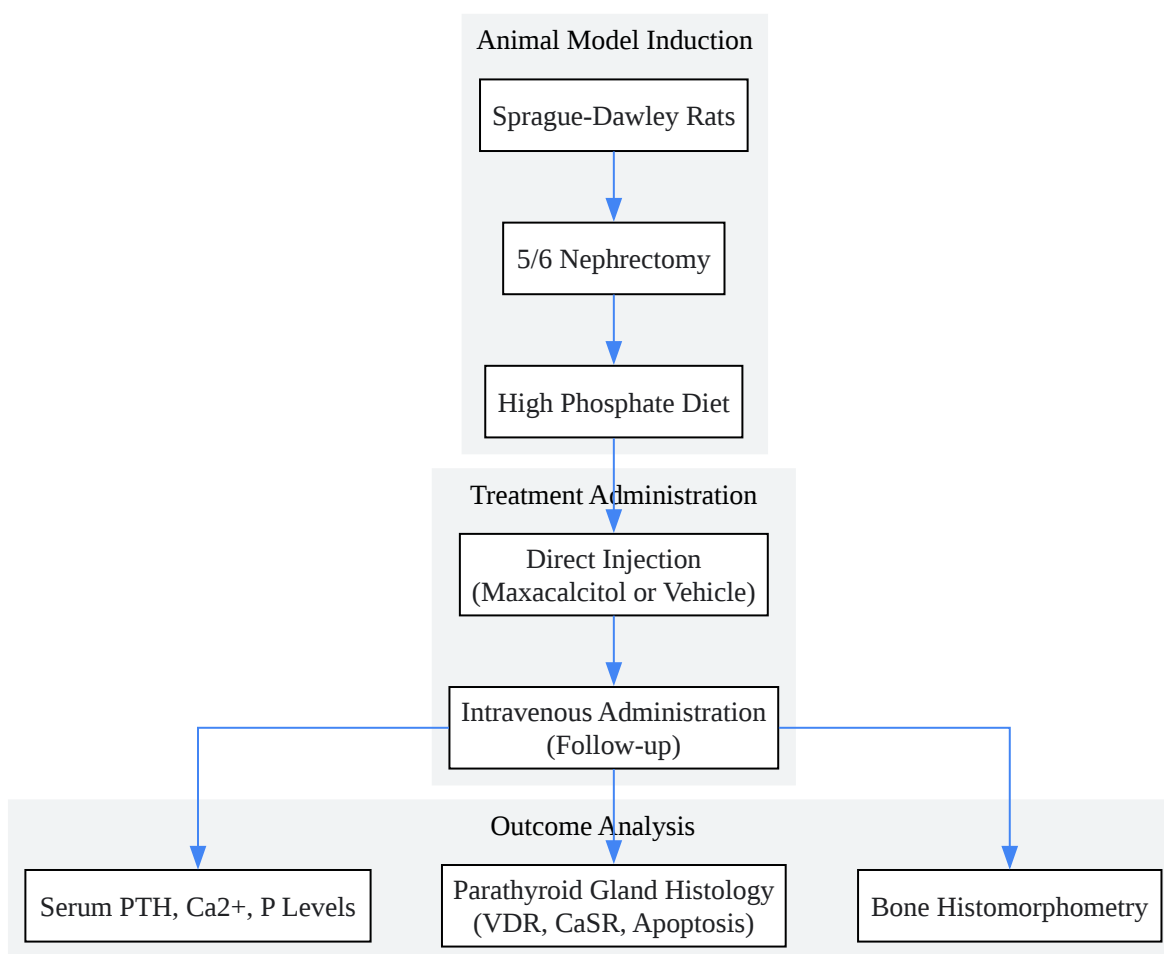 Animal Model Induction
Sprague-Dawley Rats
5/6 Nephrectomy
High Phosphate Diet
Treatment Administration
Direct Injection
(Maxacalcitol or Vehicle)
Intravenous Administration
(Follow-up)
Outcome Analysis
Serum PTH, Ca2+, P Levels
Parathyroid Gland Histology
(VDR, CaSR, Apoptosis)
Bone Histomorphometry